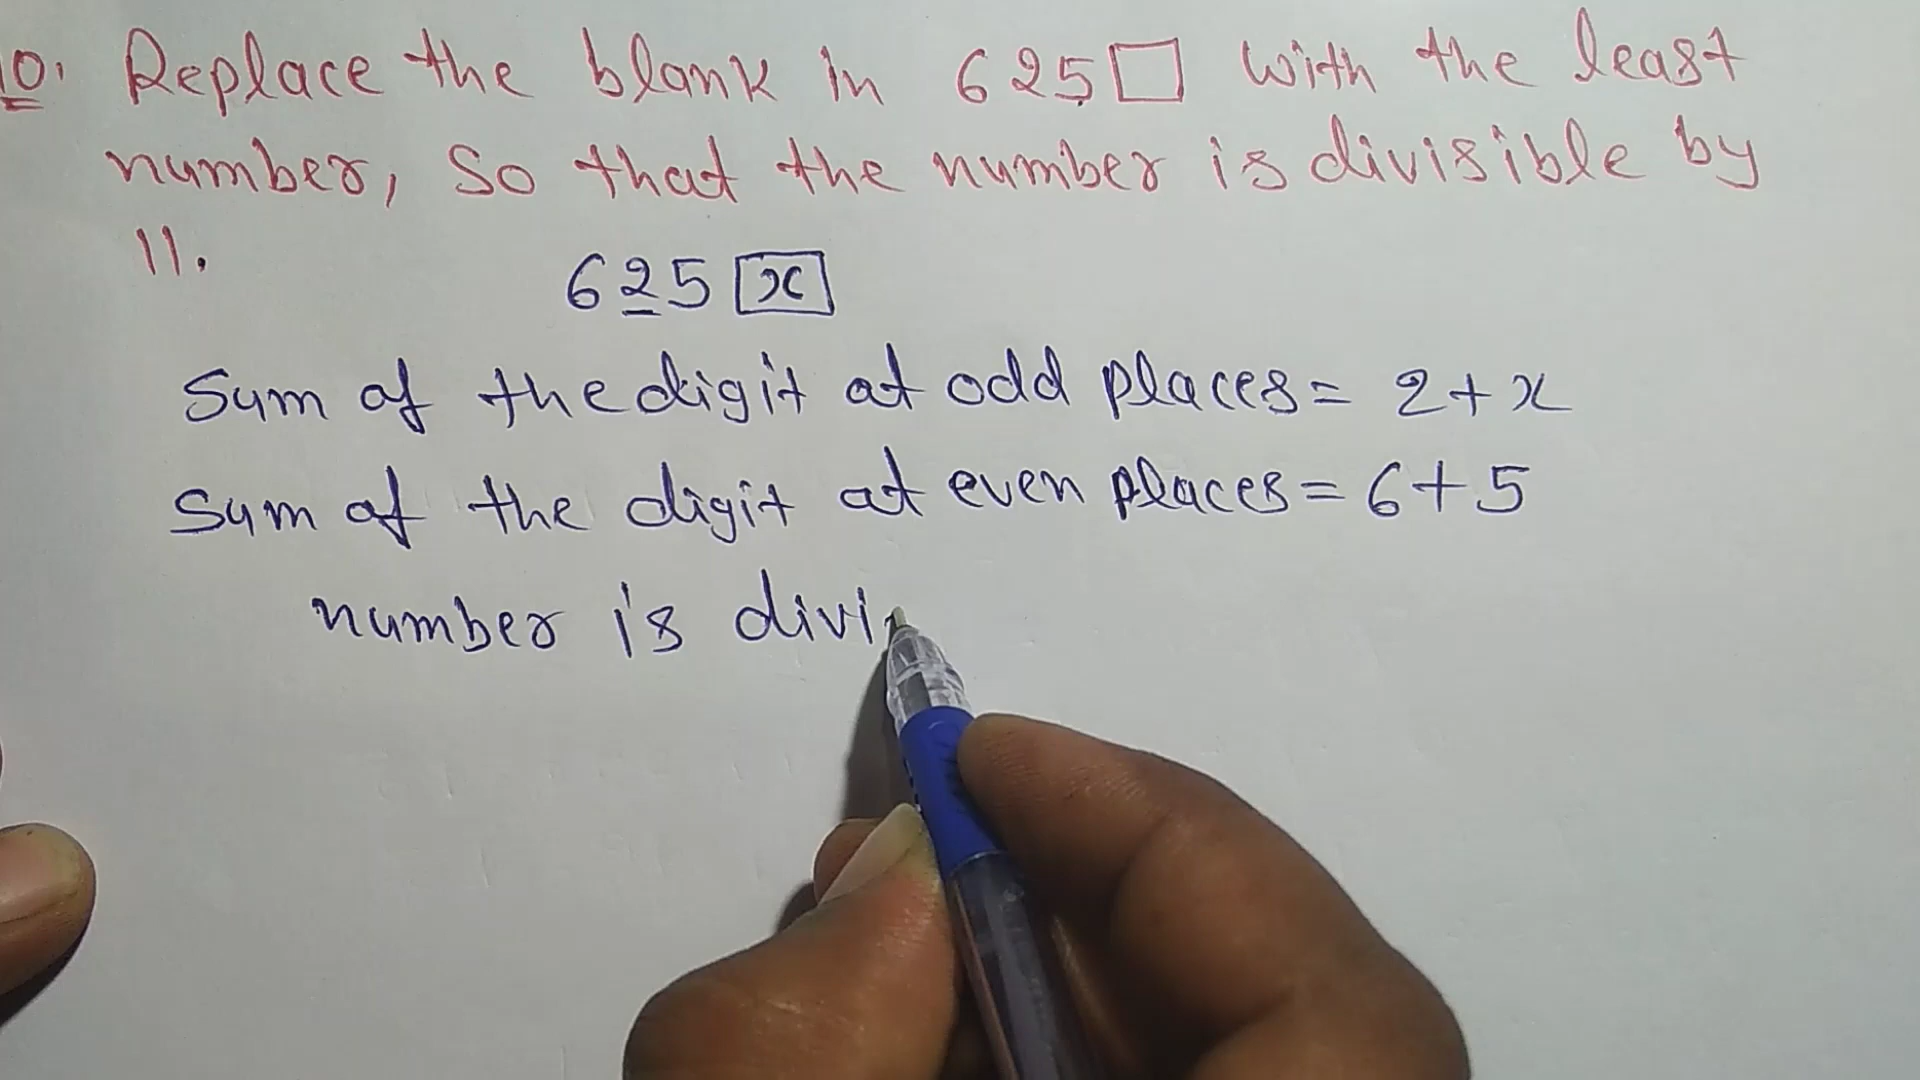 10. Replace the blank in 625□ with the least
number, so that the number is divisible by
11.
625 x
Sum of the digit at odd places = 2+x
Sum of the digit at even places = 6+5
number is divi